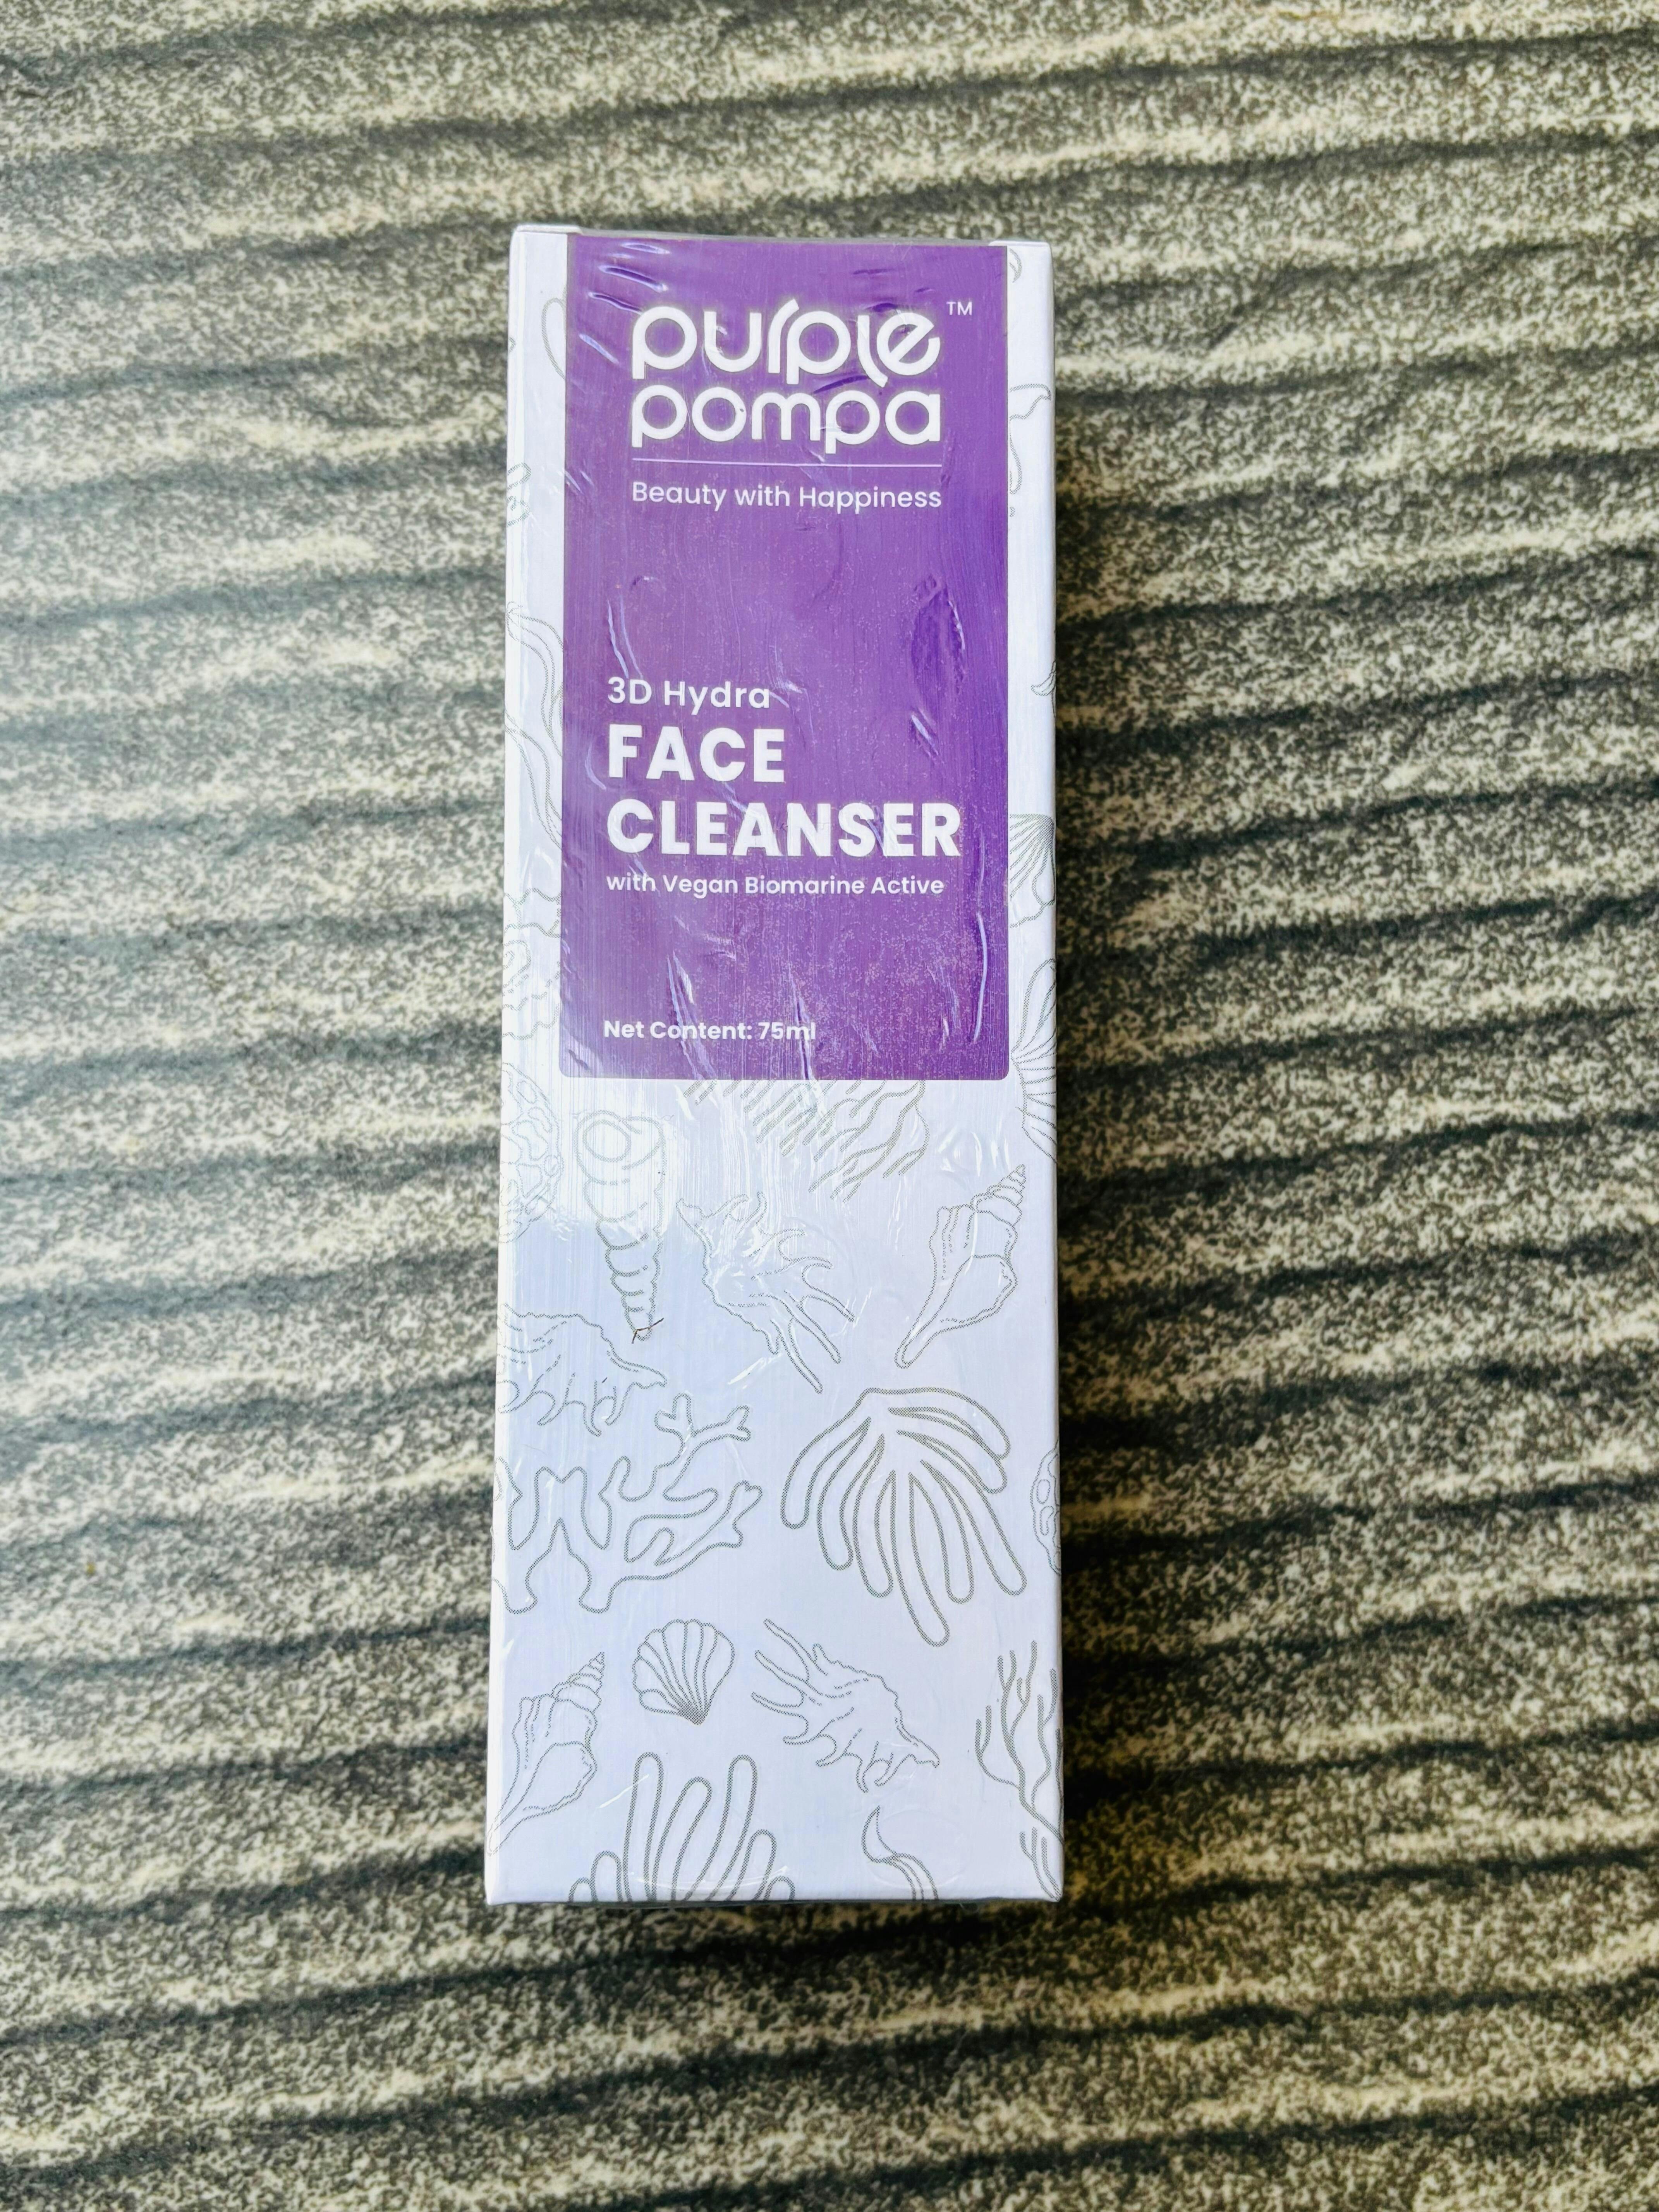 purple
pompa
TM
Beauty with Happiness
3D Hydra
FACE
CLEANSER
with Vegan Biomarine Active
Net Content: 75ml